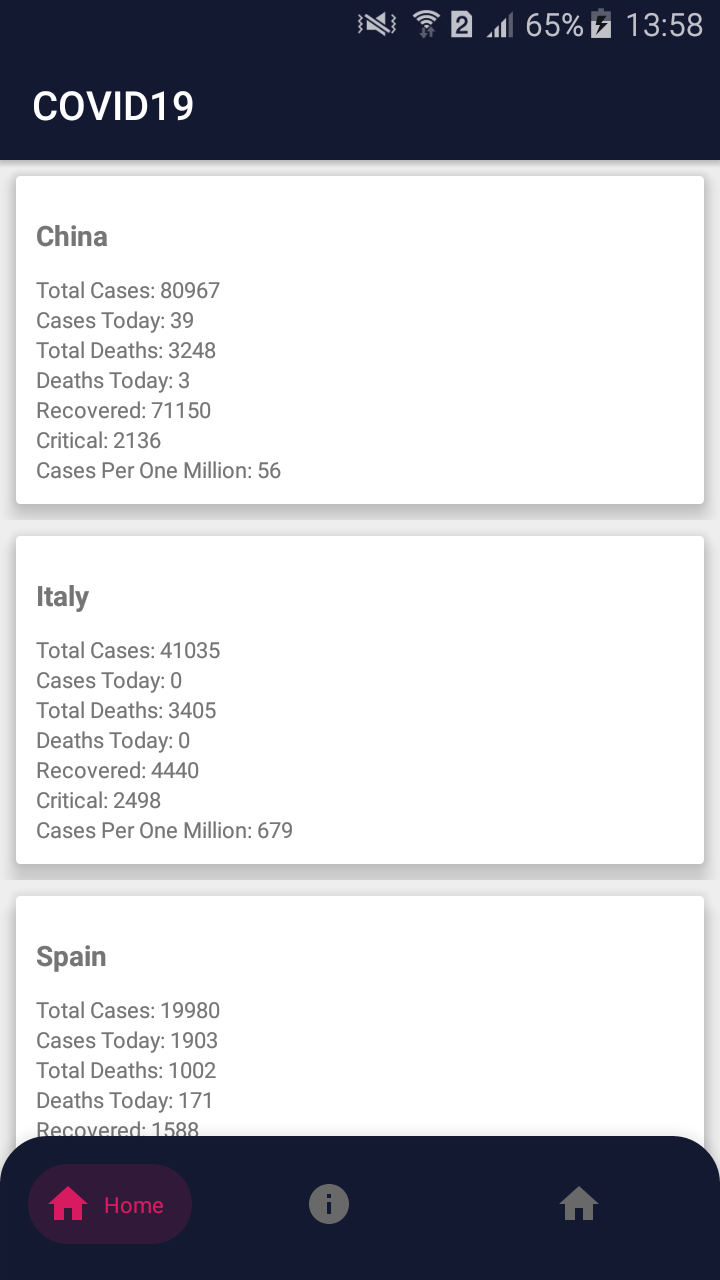 2 65% 13:58
COVID19
China
Total Cases: 80967
Cases Today: 39
Total Deaths: 3248
Deaths Today: 3
Recovered: 71150
Critical: 2136
Cases Per One Million: 56
Italy
Total Cases: 41035
Cases Today: 0
Total Deaths: 3405
Deaths Today: 0
Recovered: 4440
Critical: 2498
Cases Per One Million: 679
Spain
Total Cases: 19980
Cases Today: 1903
Total Deaths: 1002
Deaths Today: 171
Recovered: 1588
Home